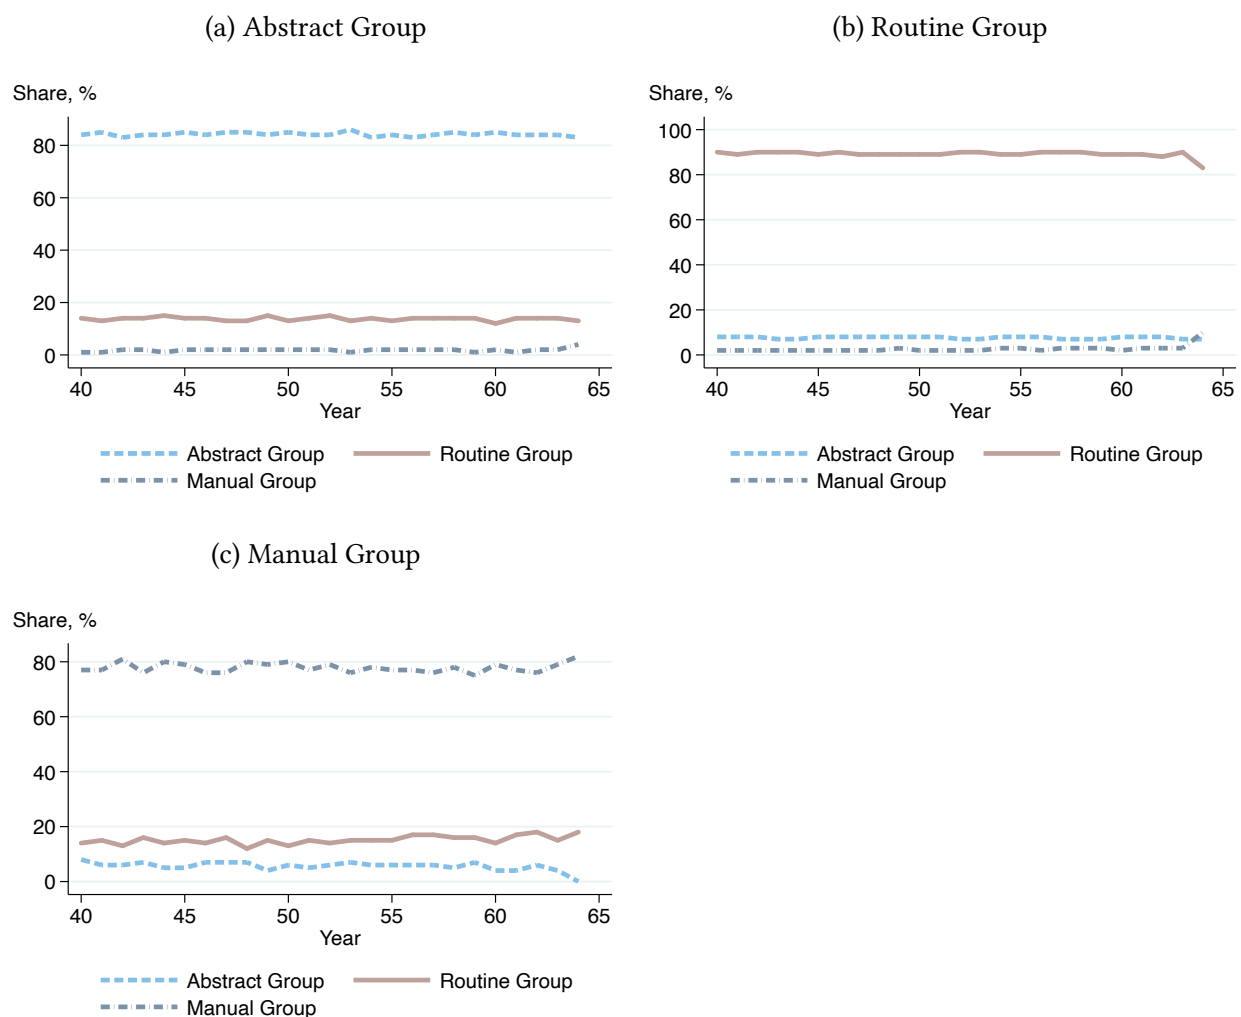 (a) Abstract Group
Share, %
80
60
40
20
0
40 45 50 55 60 65
Year
Abstract Group Routine Group
Manual Group
(b) Routine Group
Share, %
100
80
60
40
20
0
40 45 50 55 60 65
Year
Abstract Group Routine Group
Manual Group
(c) Manual Group
Share, %
80
60
40
20
0
40 45 50 55 60 65
Year
Abstract Group Routine Group
Manual Group